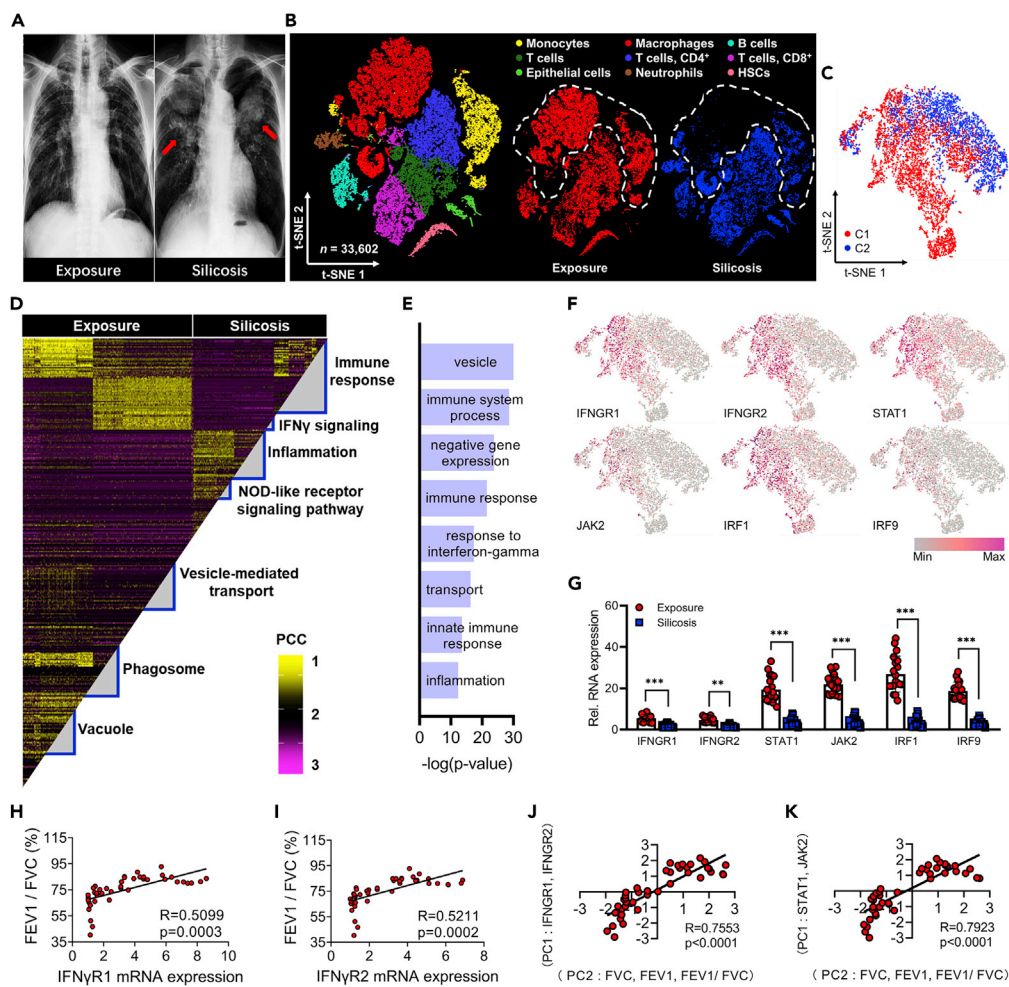 A
Exposure
Silicosis
B
Monocytes
Macrophages
B cells
T cells
T cells, CD4⁺
T cells, CD8⁺
Epithelial cells
Neutrophils
HSCs
t-SNE 2
n = 33,602
t-SNE 1
Exposure
Silicosis
C
t-SNE 2
C1
C2
t-SNE 1
D
Exposure
Silicosis
Immune
response
IFNγ signaling
Inflammation
NOD-like receptor
signaling pathway
Vesicle-mediated
transport
Phagosome
Vacuole
PCC
1
2
3
E
vesicle
immune system
process
negative gene
expression
immune response
response to
interferon-gamma
transport
innate immune
response
inflammation
0 10 20 30
-log(p-value)
F
IFNGR1
IFNGR2
STAT1
JAK2
IRF1
IRF9
Min
Max
G
Exposure
Silicosis
Rel. RNA expression
60
40
20
0
***
**
***
***
***
***
IFNGR1
IFNGR2
STAT1
JAK2
IRF1
IRF9
H
FEV1 / FVC (%)
115
95
75
55
35
R=0.5099
p=0.0003
0 2 4 6 8 10
IFNγR1 mRNA expression
I
FEV1 / FVC (%)
115
95
75
55
35
R=0.5211
p=0.0002
0 2 4 6 8
IFNγR2 mRNA expression
J
(PC1 : IFNGR1, IFNGR2)
3
2
1
-3 -2 -1 0 1 2 3
-1
-2
-3
R=0.7553
p<0.0001
( PC2 : FVC, FEV1, FEV1/ FVC)
K
(PC1 : STAT1, JAK2)
3
2
1
-3 -2 -1 0 1 2 3
-1
-2
-3
R=0.7923
p<0.0001
( PC2 : FVC, FEV1, FEV1/ FVC)